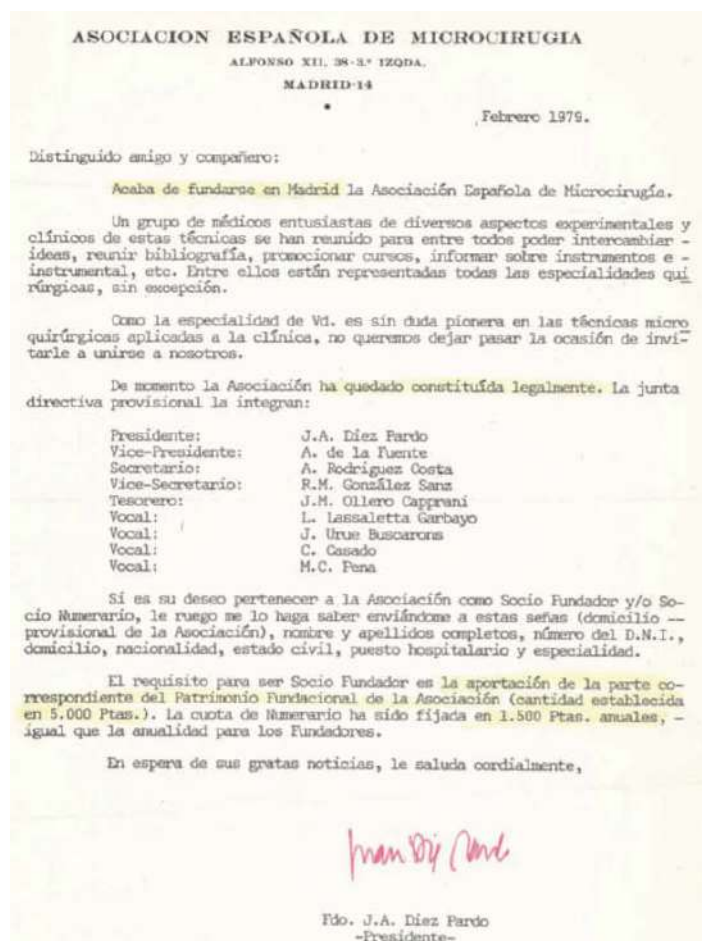 ASOCIACION ESPAÑOLA DE MICROCIRUGIA
ALFONSO XII, 38-3.º IZQDA.
MADRID-14
Febrero 1979.
Distinguido amigo y compañero:
Acaba de fundarse en Madrid la Asociación Española de Microcirugía.
Un grupo de médicos entusiastas de diversos aspectos experimentales y
clínicos de estas técnicas se han reunido para entre todos poder intercambiar -
ideas, reunir bibliografía, promocionar cursos, informar sobre instrumentos e -
instrumental, etc. Entre ellos están representadas todas las especialidades qui
rúrgicas, sin excepción.
Como la especialidad de Vd. es sin duda pionera en las técnicas micro
quirúrgicas aplicadas a la clínica, no queremos dejar pasar la ocasión de invi-
tarle a unirse a nosotros.
De momento la Asociación ha quedado constituída legalmente. La junta
directiva provisional la integran:
Presidente: J.A. Díez Pardo
Vice-Presidente: A. de la Fuente
Secretario: A. Rodriguez Costa
Vice-Secretario: R.M. González Sanz
Tesorero: J.M. Ollero Capprani
Vocal: L. Lassaletta Garbayo
Vocal: J. Urue Buscarons
Vocal: C. Casado
Vocal: M.C. Pena
Si es su deseo pertenecer a la Asociación como Socio Fundador y/o So-
cio Numerario, le ruego me lo haga saber enviándome a estas señas (domicilio --
provisional de la Asociación), nombre y apellidos completos, número del D.N.I.,
domicilio, nacionalidad, estado civil, puesto hospitalario y especialidad.
El requisito para ser Socio Fundador es la aportación de la parte co-
rrespondiente del Patrimonio Fundacional de la Asociación (cantidad establecida
en 5.000 Ptas.). La cuota de Numerario ha sido fijada en 1.500 Ptas. anuales, -
igual que la anualidad para los Fundadores.
En espera de sus gratas noticias, le saluda cordialmente,
Fdo. J.A. Díez Pardo
-Presidente-